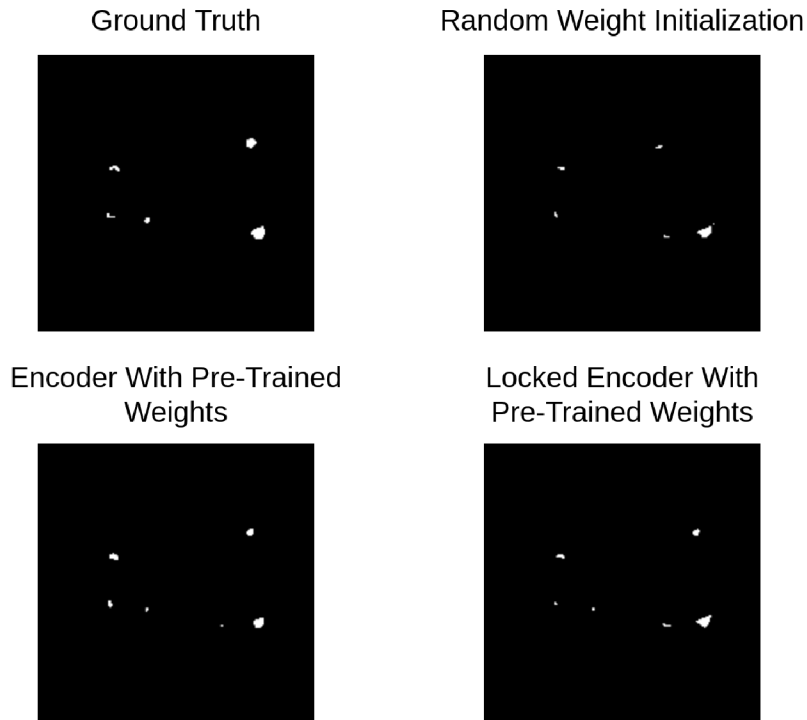 Ground Truth
Random Weight Initialization
Encoder With Pre-Trained
Weights
Locked Encoder With
Pre-Trained Weights